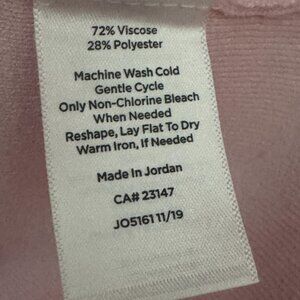 72% Viscose
28% Polyester
Machine Wash Cold
Gentle Cycle
Only Non-Chlorine Bleach
When Needed
Reshape, Lay Flat To Dry
Warm Iron, If Needed
Made In Jordan
CA# 23147
JO5161 11/19